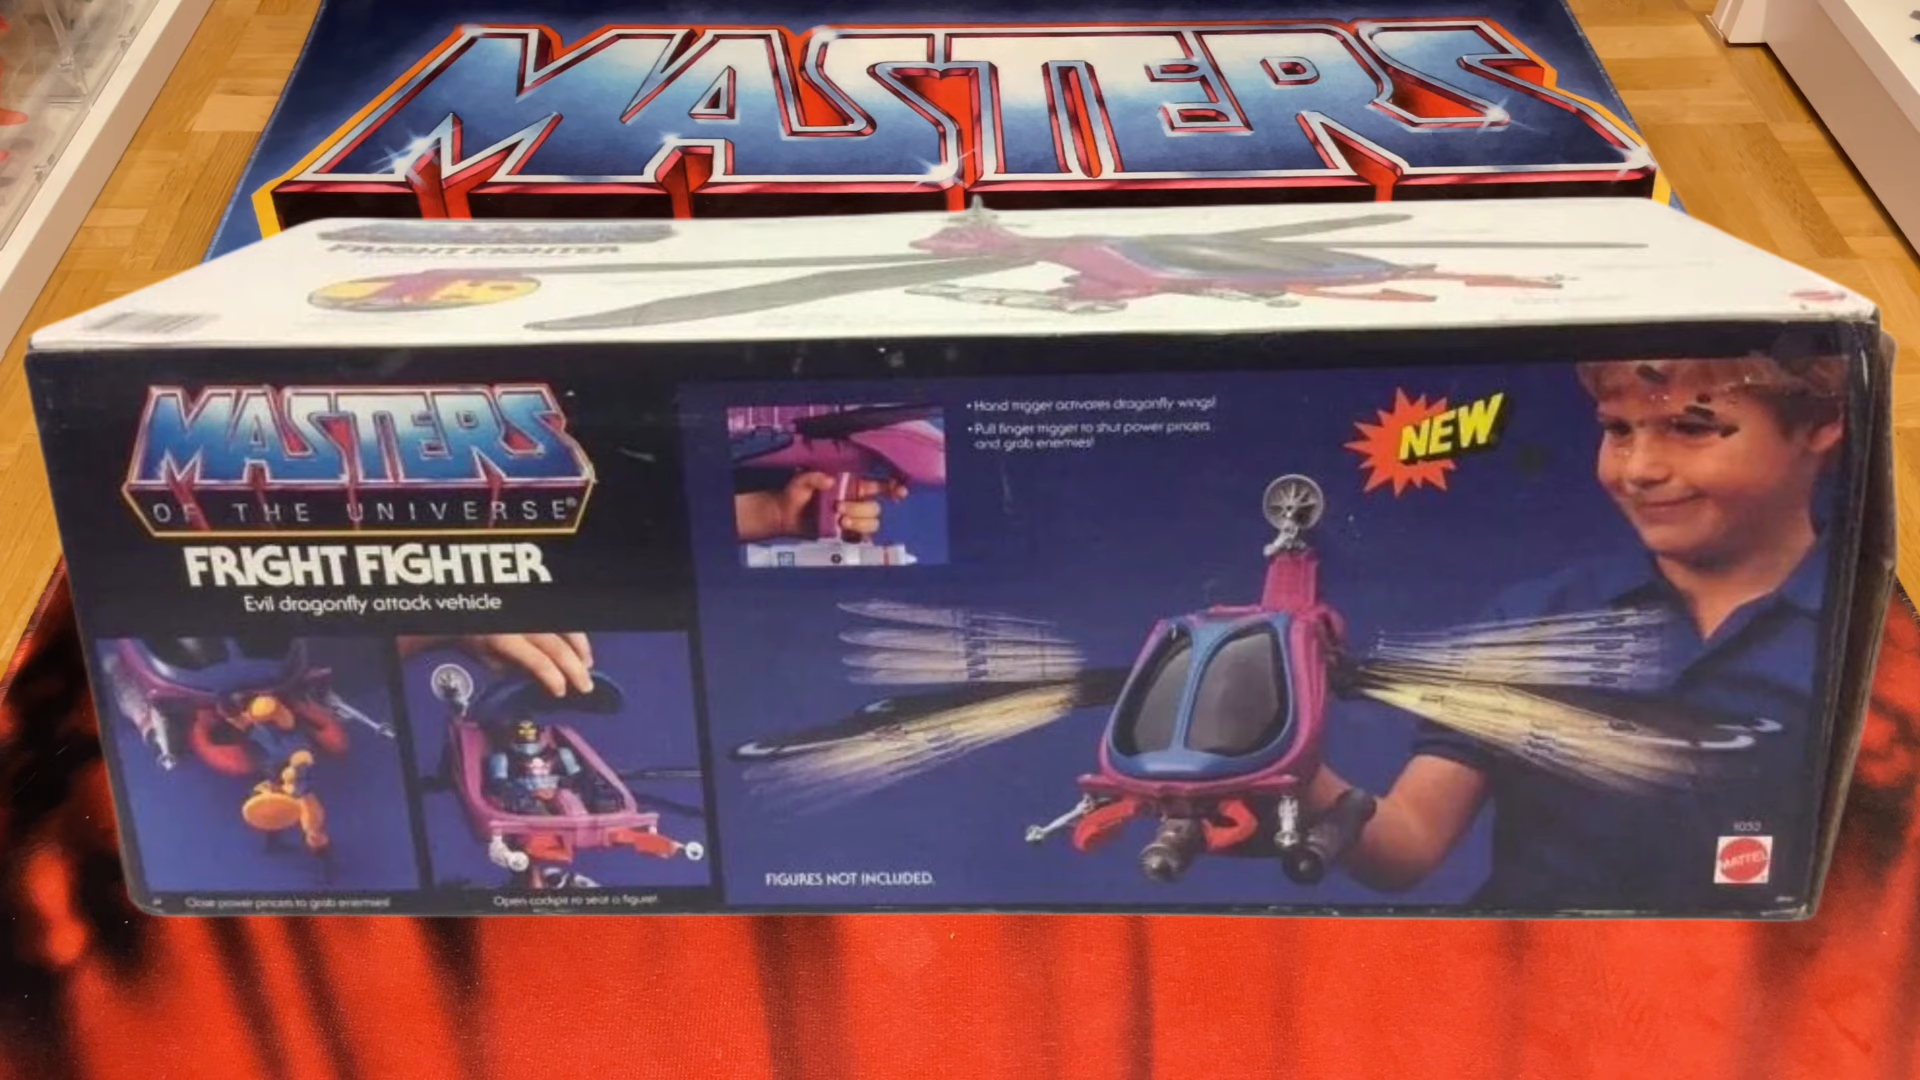 MASTERS
FRIGHT FIGHTER
MASTERS
OF THE UNIVERSE®
FRIGHT FIGHTER
Evil dragonfly attack vehicle
Close power pincers to grab enemies!
Open cockpit to seat a figure!
• Hand trigger activates dragonfly wings!
• Pull finger trigger to shut power pincers
and grab enemies!
NEW
FIGURES NOT INCLUDED.
MATTEL